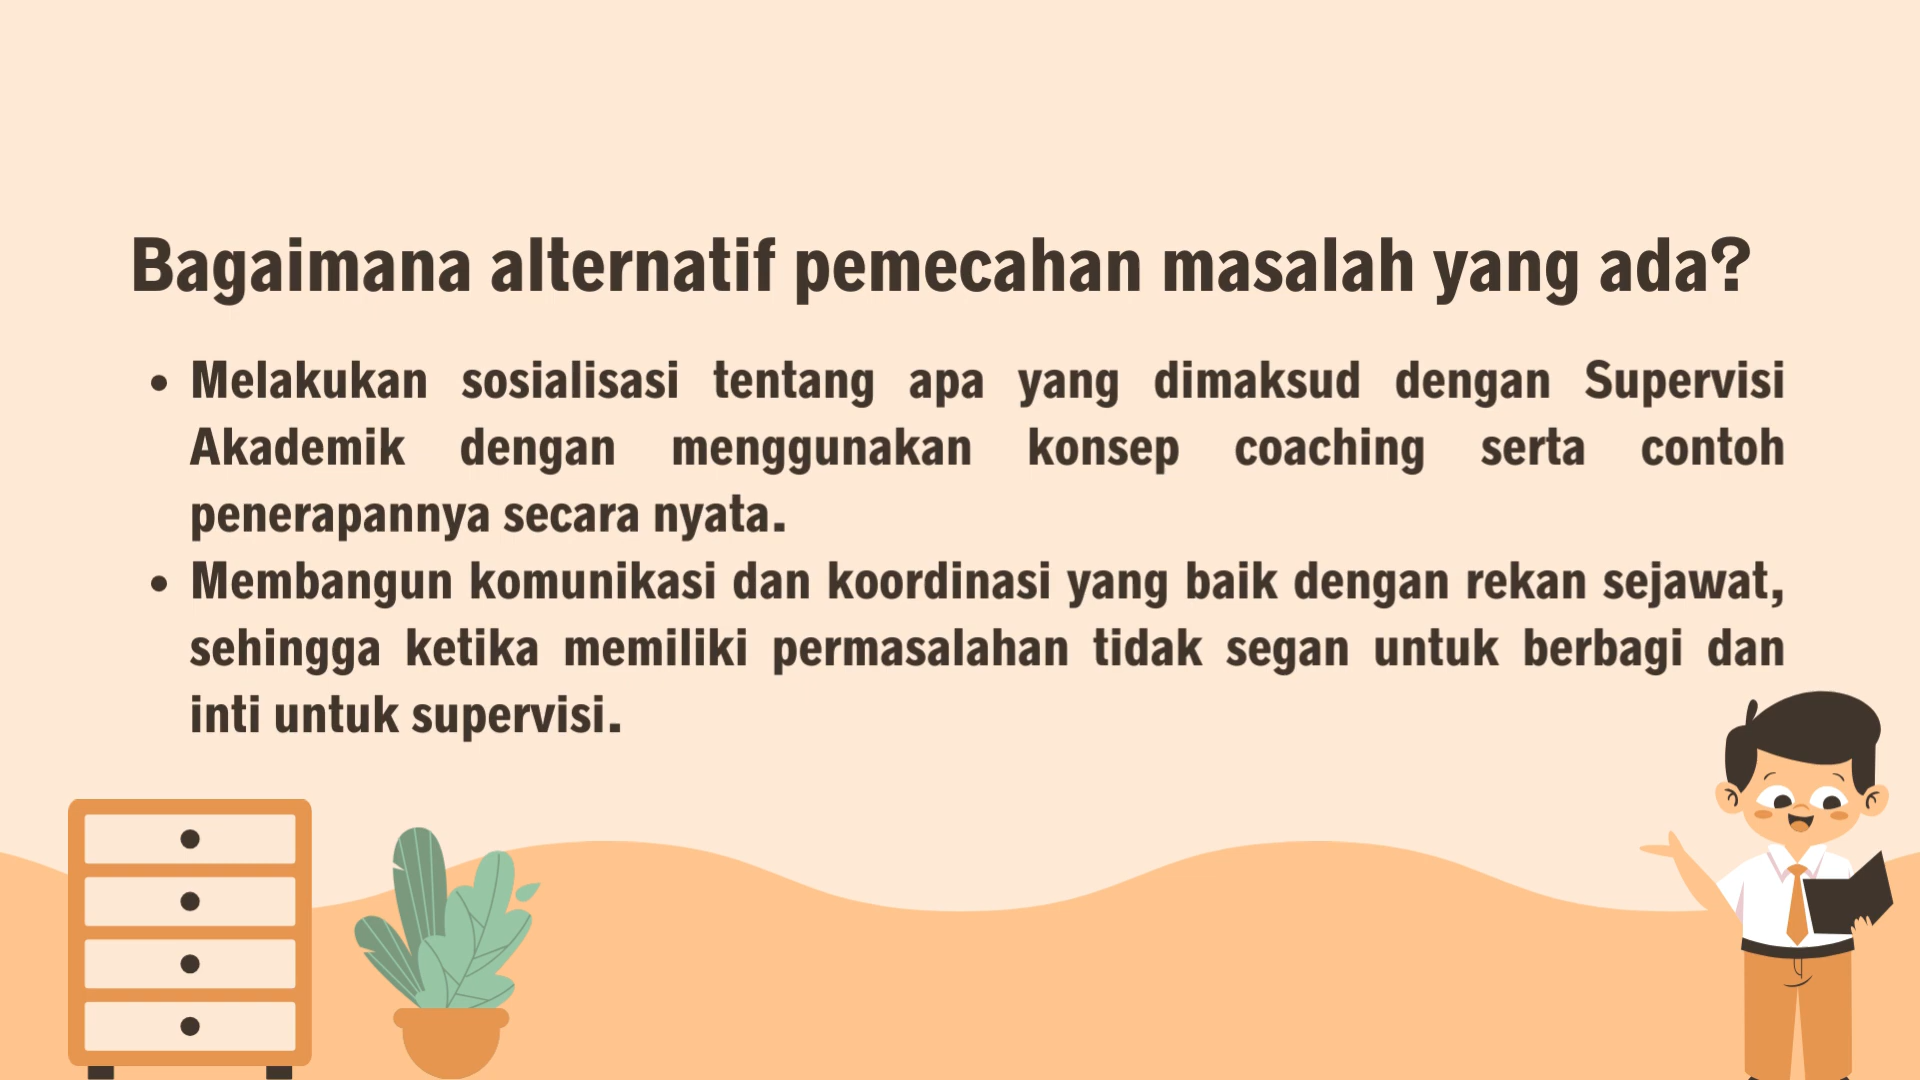 Bagaimana alternatif pemecahan masalah yang ada?
• Melakukan sosialisasi tentang apa yang dimaksud dengan Supervisi
Akademik dengan menggunakan konsep coaching serta contoh
penerapannya secara nyata.
• Membangun komunikasi dan koordinasi yang baik dengan rekan sejawat,
sehingga ketika memiliki permasalahan tidak segan untuk berbagi dan
inti untuk supervisi.